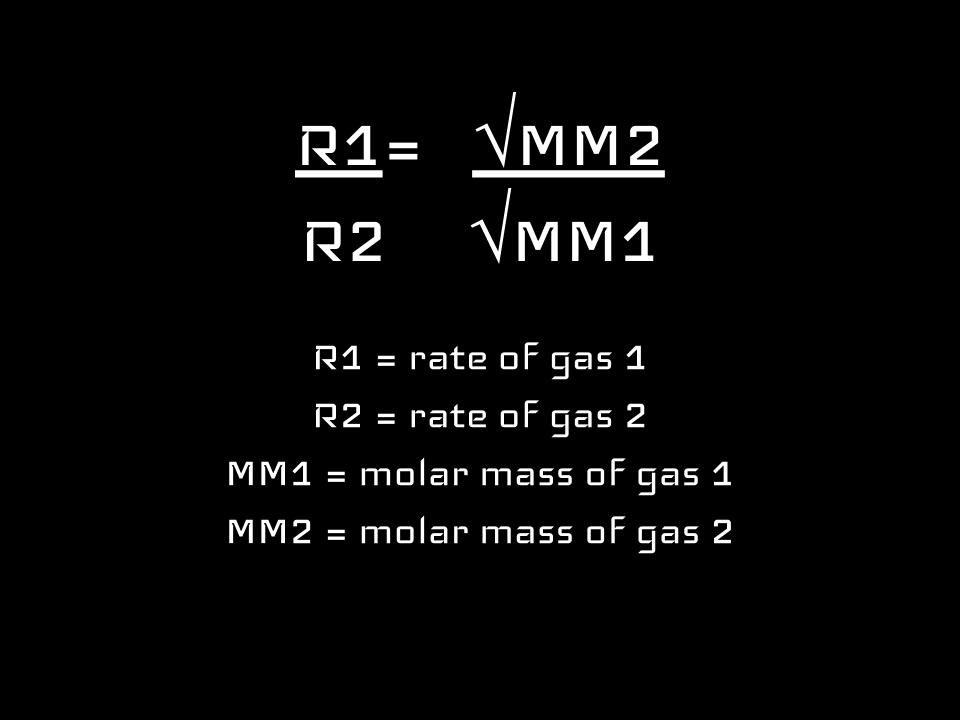 R1= √MM2
R2 √MM1
R1 = rate of gas 1
R2 = rate of gas 2
MM1 = molar mass of gas 1
MM2 = molar mass of gas 2